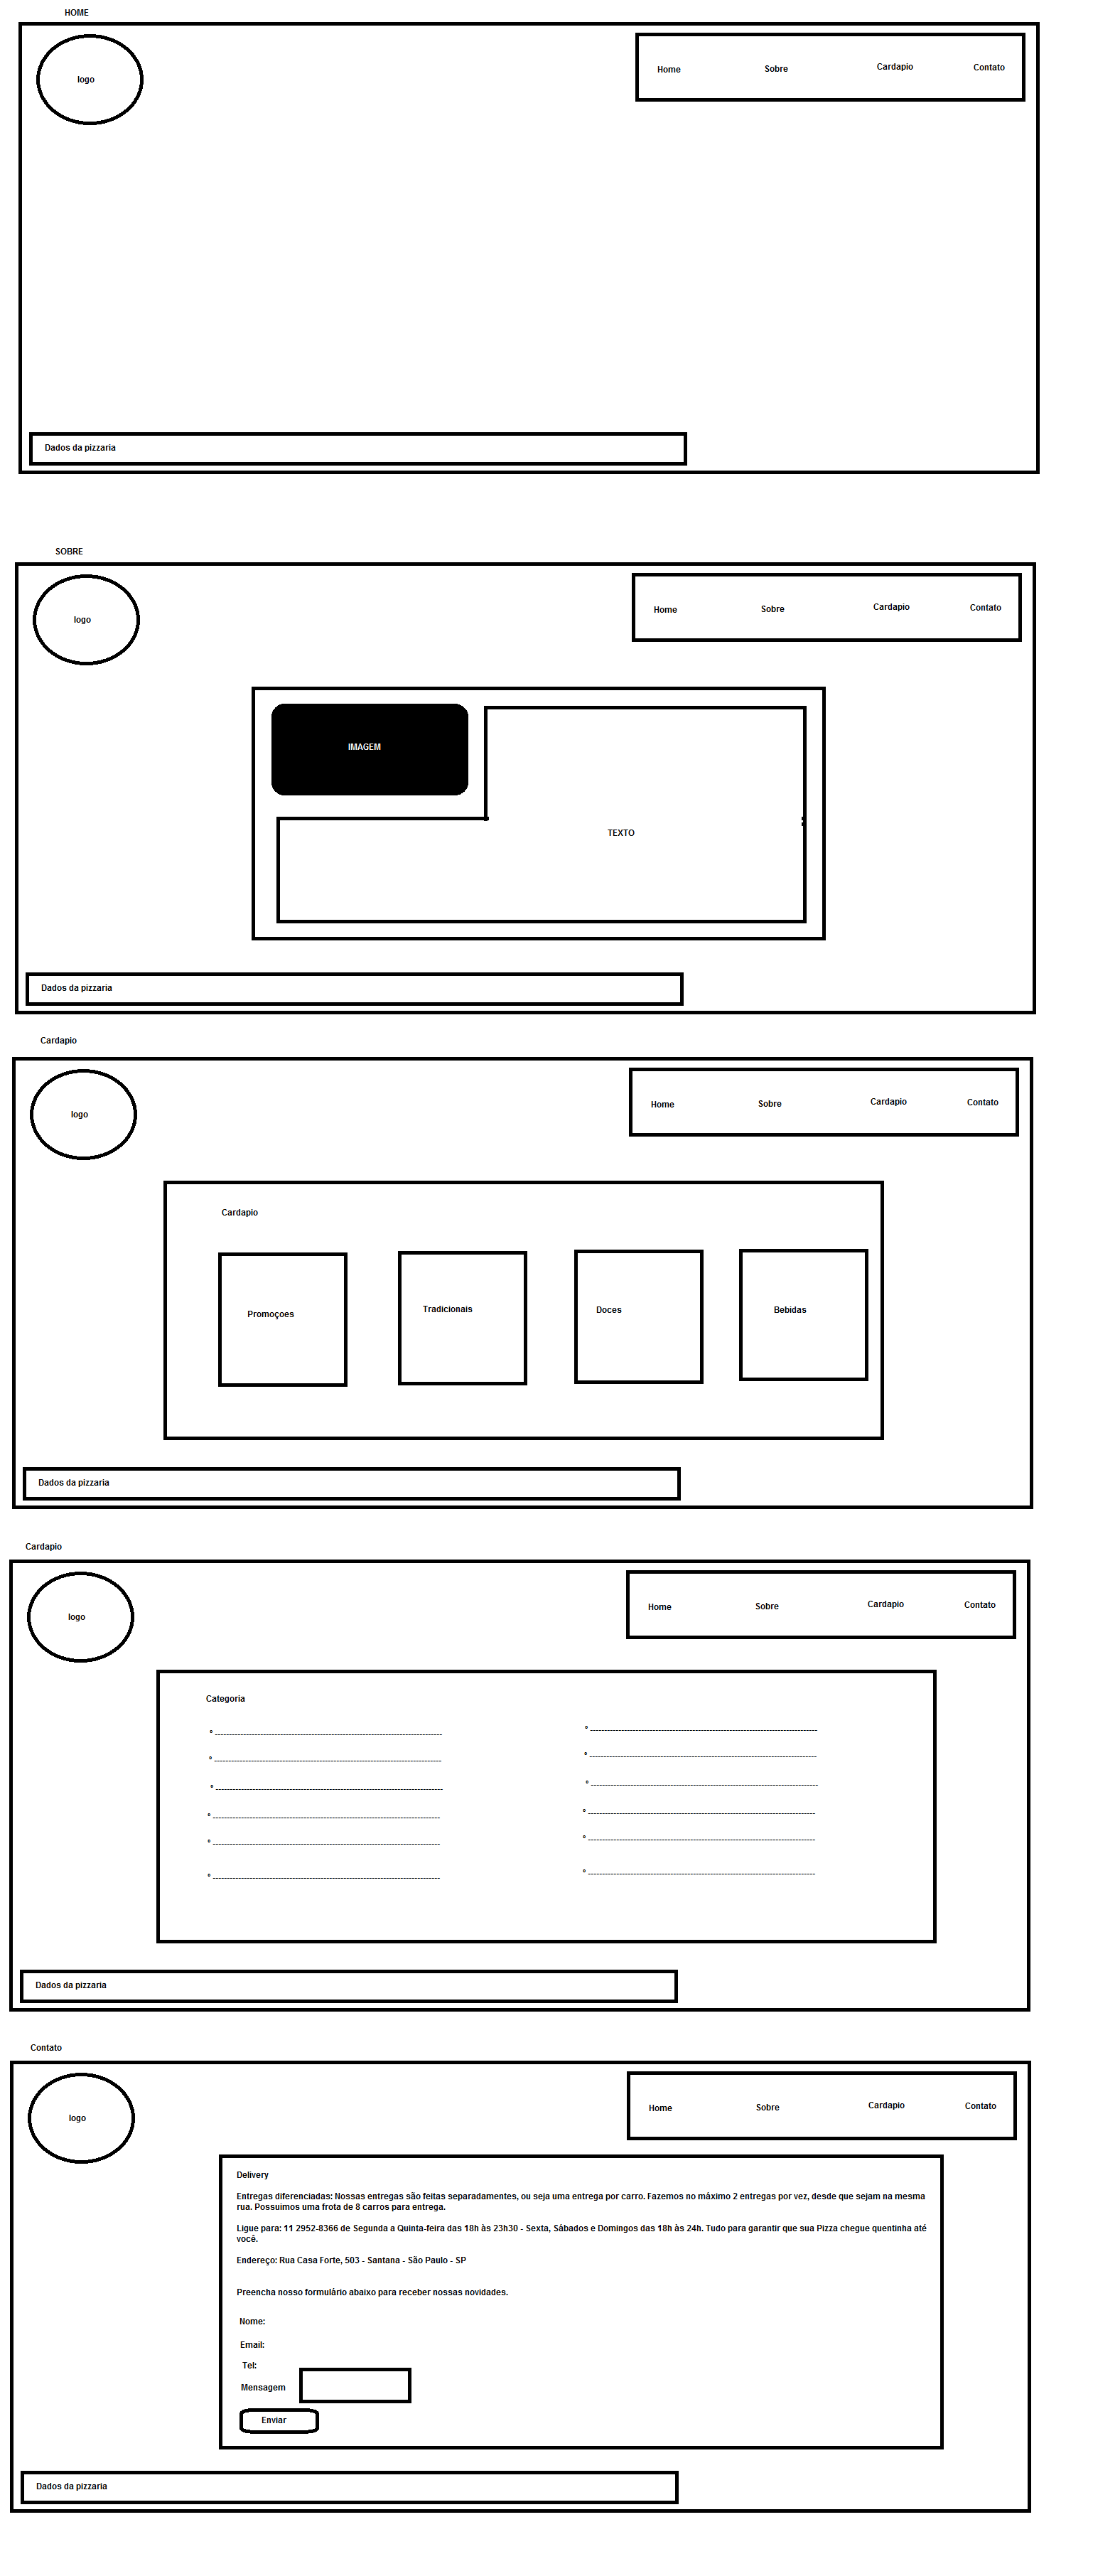 HOME
logo
Home Sobre Cardapio Contato
Dados da pizzaria
SOBRE
logo
Home Sobre Cardapio Contato
IMAGEM
TEXTO
Dados da pizzaria
Cardapio
logo
Home Sobre Cardapio Contato
Cardapio
Promoçoes Tradicionais Doces Bebidas
Dados da pizzaria
Cardapio
logo
Home Sobre Cardapio Contato
Categoria
Dados da pizzaria
Contato
logo
Home Sobre Cardapio Contato
Delivery
Entregas diferenciadas: Nossas entregas são feitas separadamentes, ou seja uma entrega por carro. Fazemos no máximo 2 entregas por vez, desde que sejam na mesma
rua. Possuimos uma frota de 8 carros para entrega.
Ligue para: 11 2952-8366 de Segunda a Quinta-feira das 18h às 23h30 - Sexta, Sábados e Domingos das 18h às 24h. Tudo para garantir que sua Pizza chegue quentinha até
você.
Endereço: Rua Casa Forte, 503 - Santana - São Paulo - SP
Preencha nosso formulário abaixo para receber nossas novidades.
Nome:
Email:
Tel:
Mensagem
Enviar
Dados da pizzaria